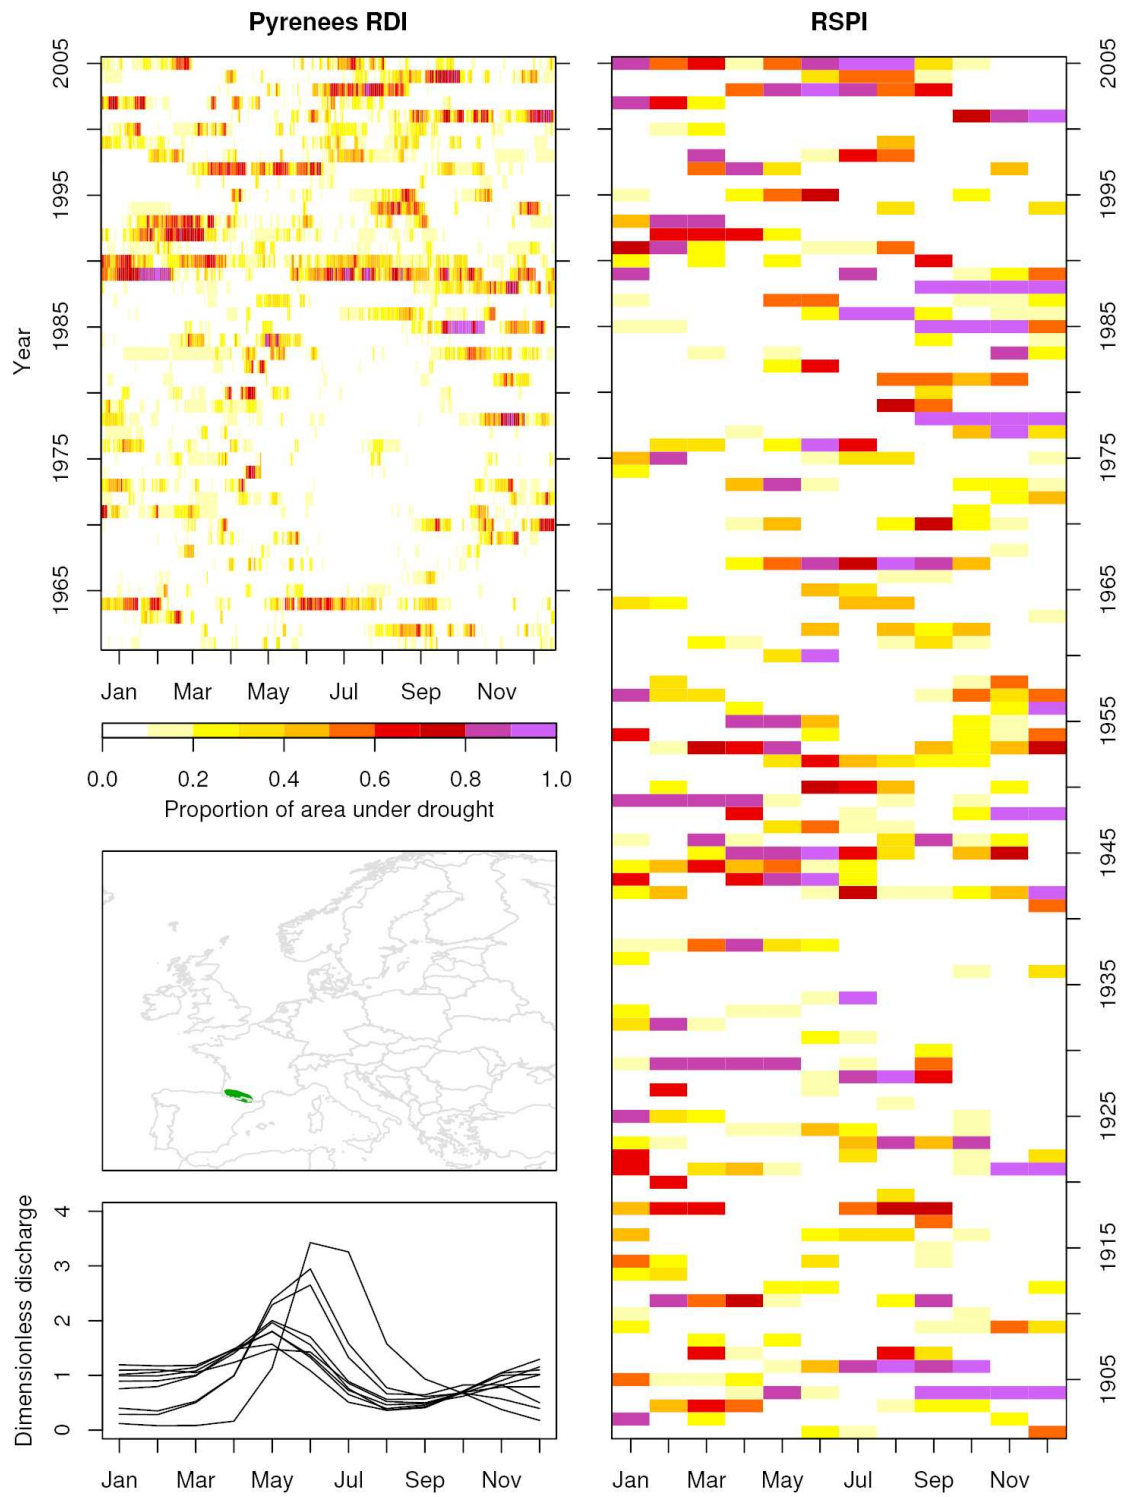 Pyrenees RDI
RSPI
Year
2005
1995
1985
1975
1965
Jan Mar May Jul Sep Nov
0.0 0.2 0.4 0.6 0.8 1.0
Proportion of area under drought
Dimensionless discharge
4
3
2
1
0
Jan Mar May Jul Sep Nov
2005
1995
1985
1975
1965
1955
1945
1935
1925
1915
1905
Jan Mar May Jul Sep Nov